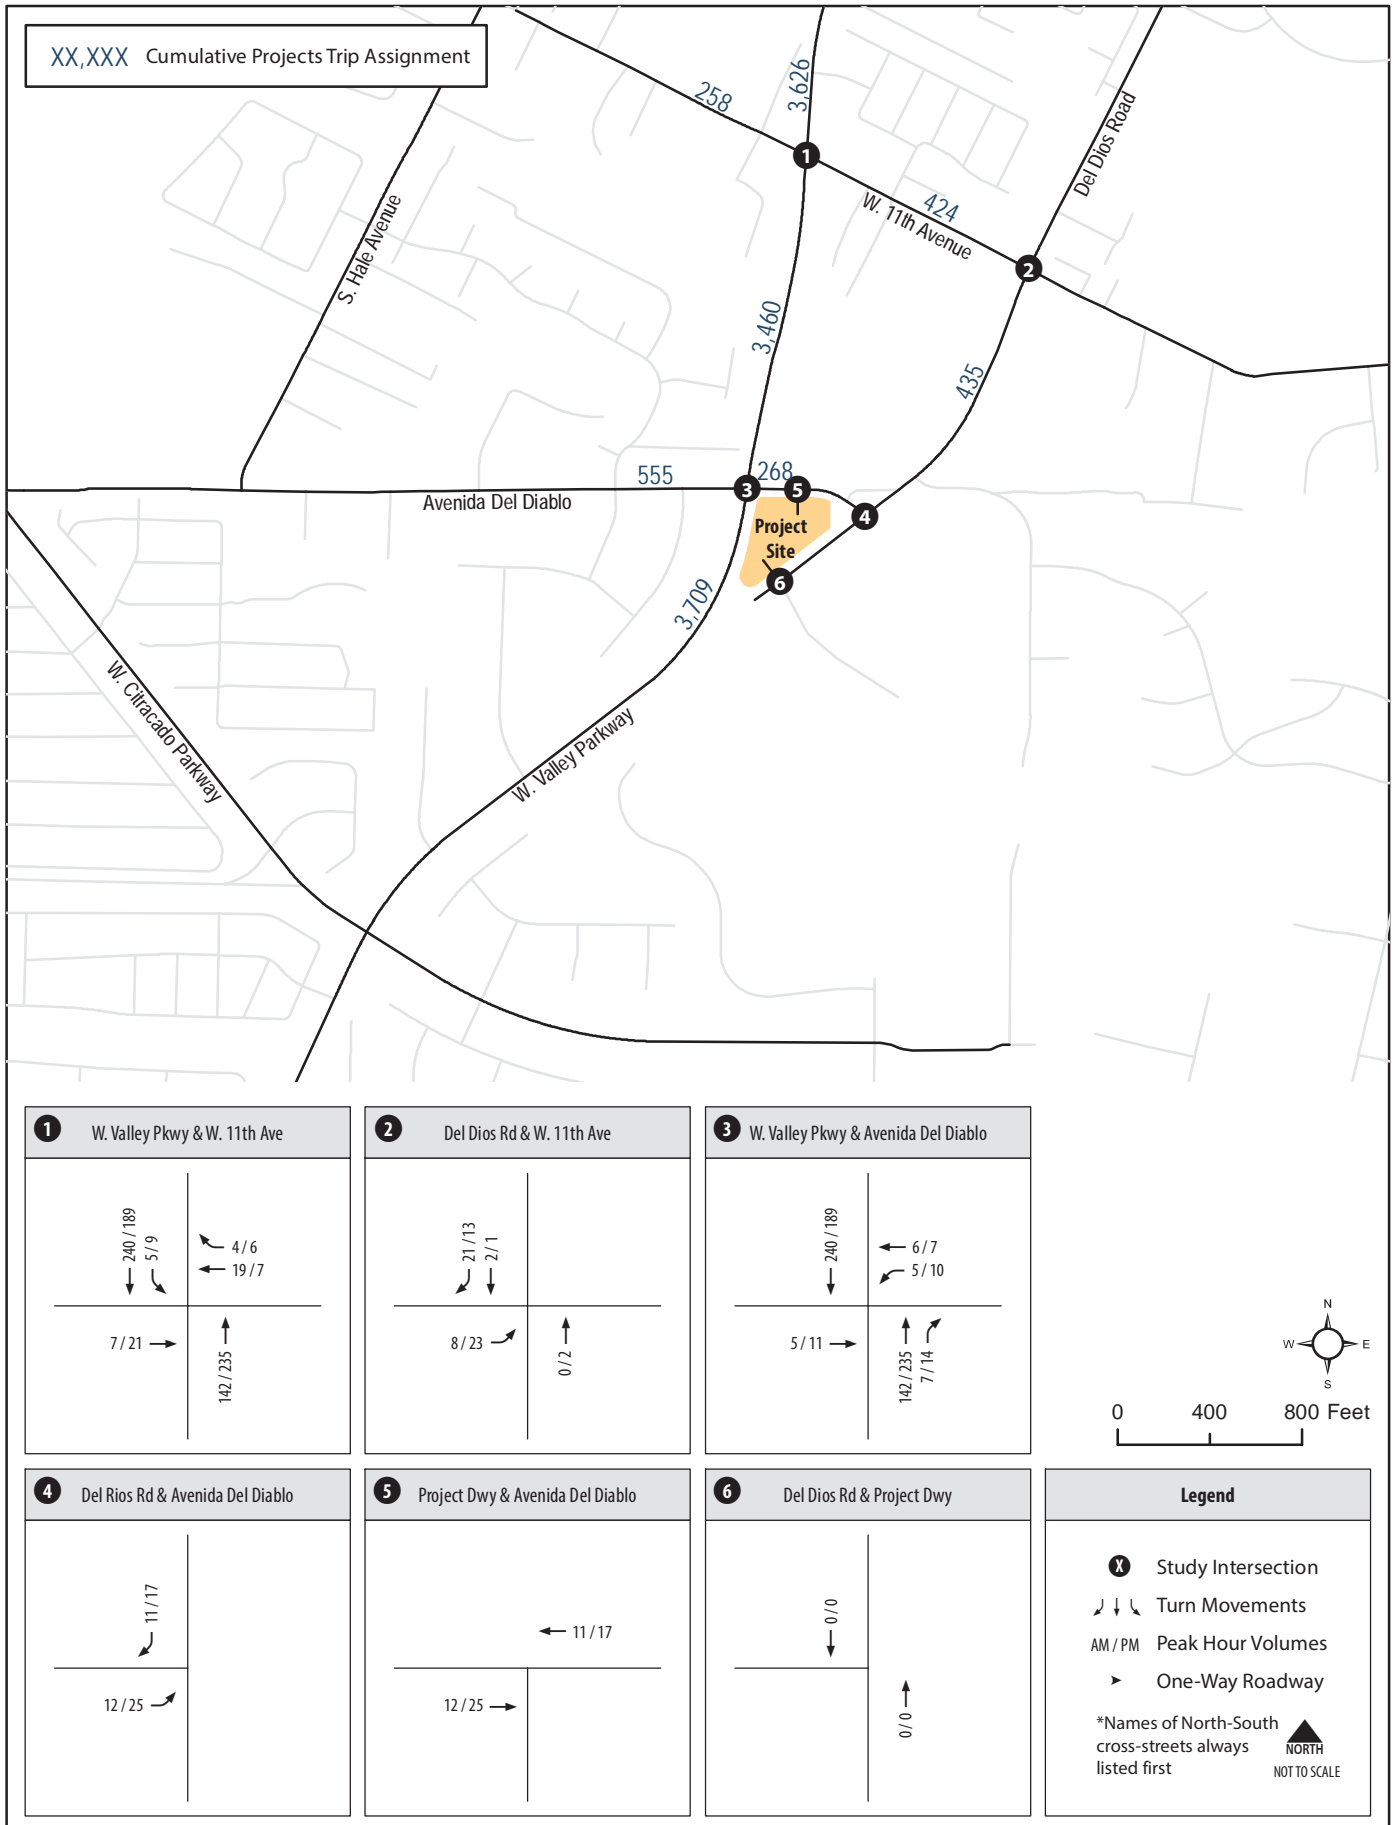 XX,XXX Cumulative Projects Trip Assignment
258
3,626
Del Dios Road
1
424
W. 11th Avenue
2
S. Hale Avenue
3,460
435
555
268
3
5
Avenida Del Diablo
4
Project
Site
6
3,709
W. Citracado Parkway
W. Valley Parkway
1 W. Valley Pkwy & W. 11th Ave
240 / 189
5 / 9
4 / 6
19 / 7
7 / 21
142 / 235
2 Del Dios Rd & W. 11th Ave
21 / 13
2 / 1
8 / 23
0 / 2
3 W. Valley Pkwy & Avenida Del Diablo
240 / 189
6 / 7
5 / 10
5 / 11
142 / 235
7 / 14
N
W E
S
0 400 800 Feet
4 Del Rios Rd & Avenida Del Diablo
11 / 17
12 / 25
5 Project Dwy & Avenida Del Diablo
11 / 17
12 / 25
6 Del Dios Rd & Project Dwy
0 / 0
0 / 0
Legend
X Study Intersection
Turn Movements
AM / PM Peak Hour Volumes
One-Way Roadway
*Names of North-South
cross-streets always
listed first
NORTH
NOT TO SCALE